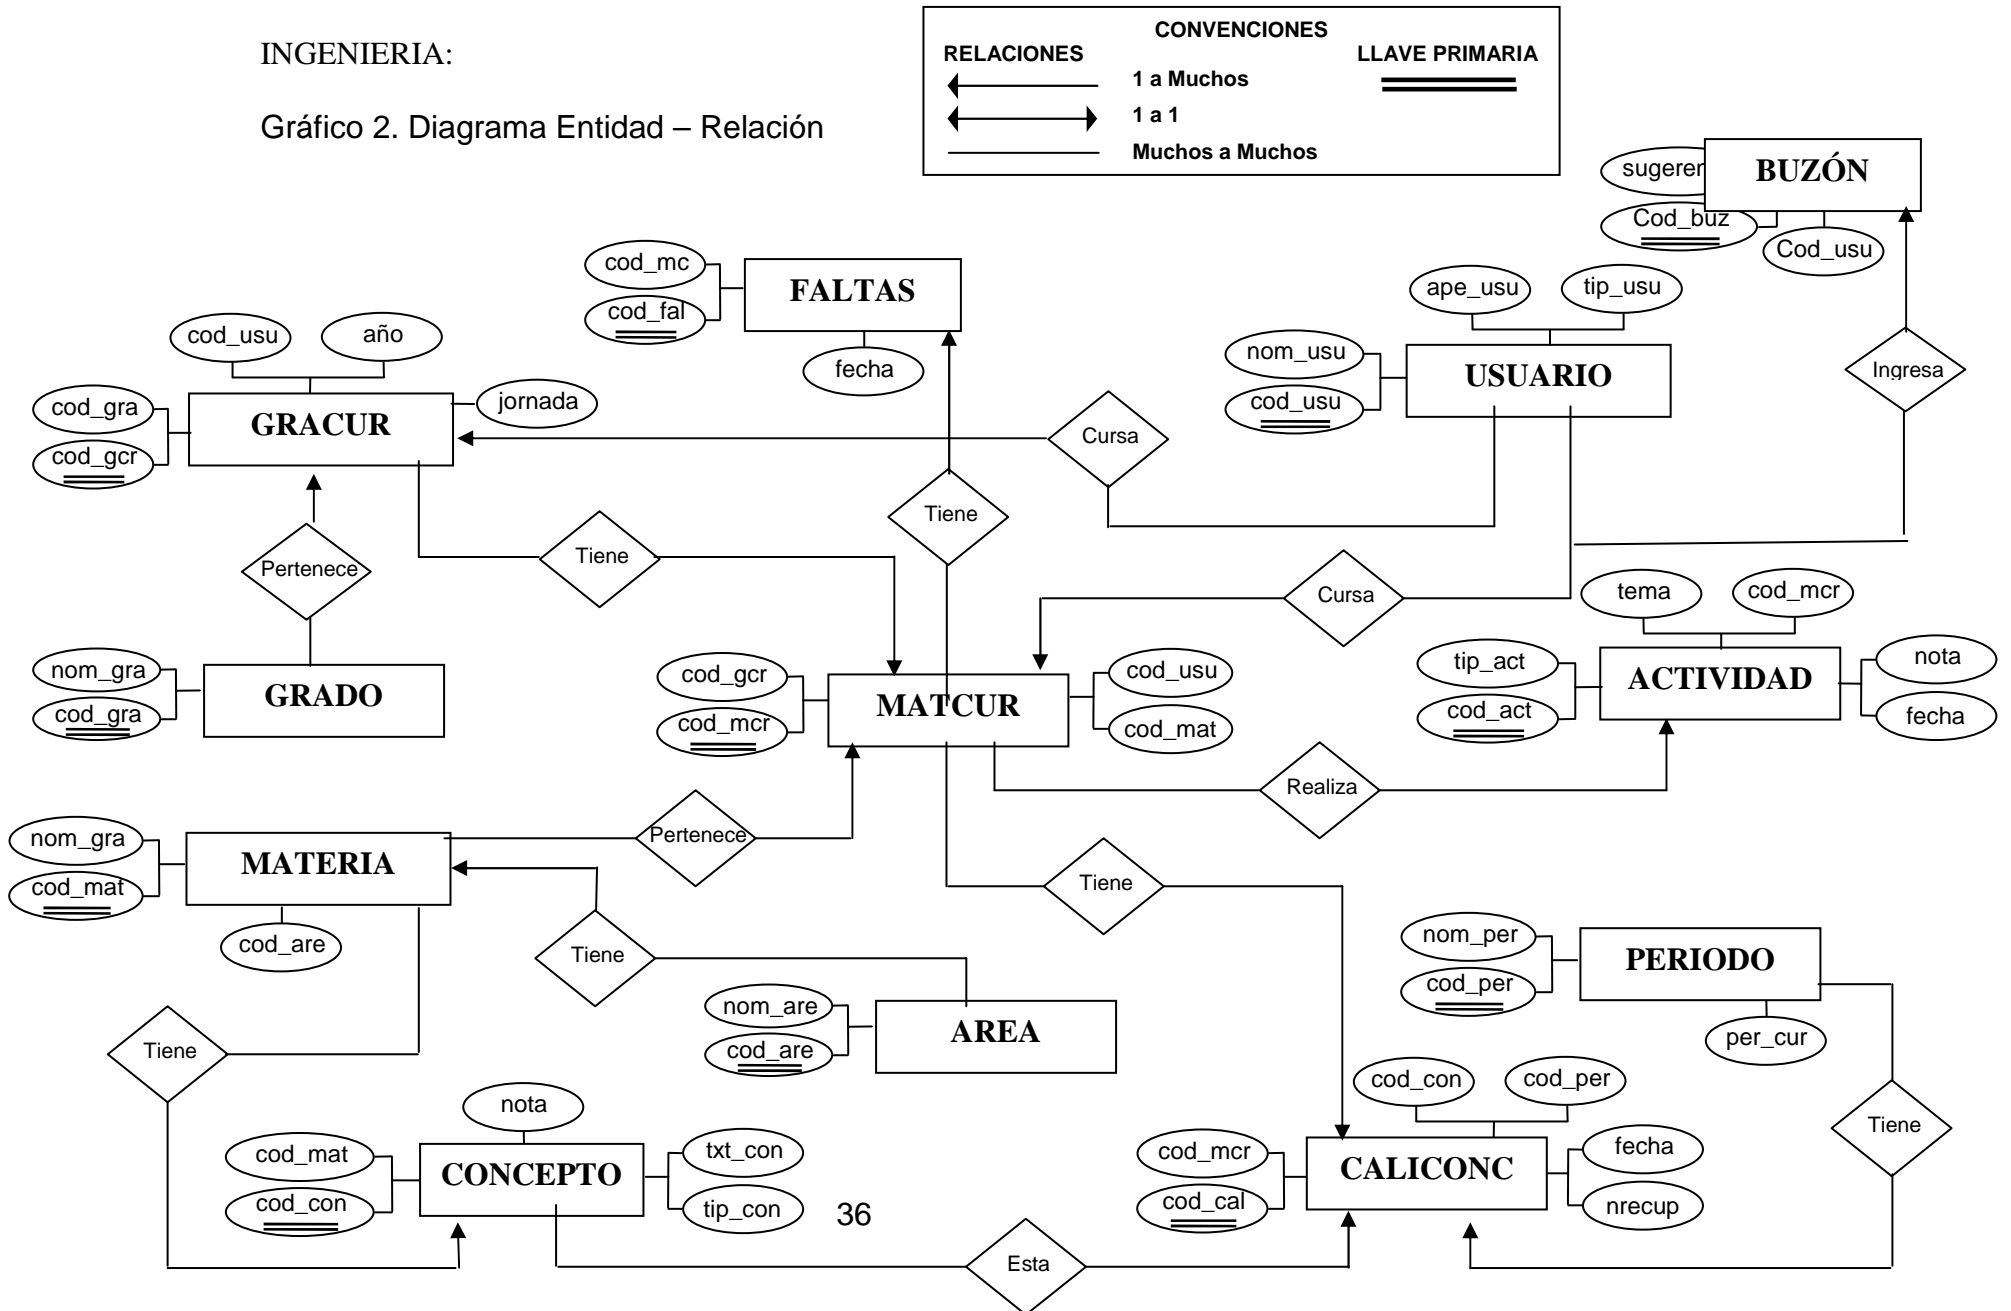 INGENIERIA:
Gráfico 2. Diagrama Entidad – Relación
CONVENCIONES
RELACIONES
LLAVE PRIMARIA
1 a Muchos
1 a 1
Muchos a Muchos
sugerer
BUZÓN
Cod_buz
Cod_usu
cod_mc
FALTAS
cod_fal
fecha
ape_usu
tip_usu
nom_usu
USUARIO
cod_usu
Ingresa
cod_usu
año
cod_gra
GRACUR
jornada
cod_gcr
Cursa
Tiene
Pertenece
Tiene
Cursa
tema
cod_mcr
tip_act
ACTIVIDAD
nota
cod_act
fecha
nom_gra
GRADO
cod_gra
cod_gcr
MATCUR
cod_usu
cod_mcr
cod_mat
Realiza
nom_gra
MATERIA
cod_mat
cod_are
Pertenece
Tiene
Tiene
nom_per
PERIODO
cod_per
per_cur
nom_are
AREA
cod_are
Tiene
nota
cod_mat
CONCEPTO
txt_con
cod_con
tip_con
36
cod_con
cod_per
cod_mcr
CALICONC
fecha
cod_cal
nrecup
Tiene
Esta